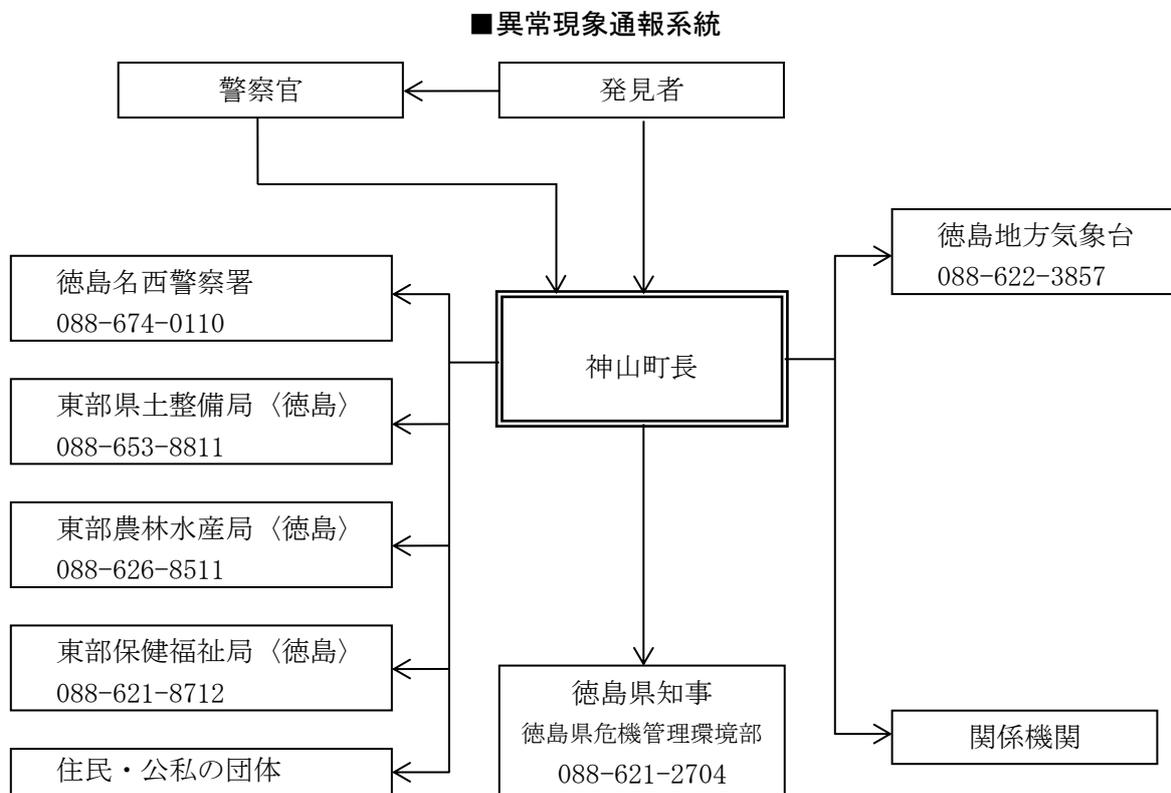 ■異常現象通報系統
警察官
発見者
徳島地方気象台
088-622-3857
徳島名西警察署
088-674-0110
神山町長
東部県土整備局〈徳島〉
088-653-8811
東部農林水産局〈徳島〉
088-626-8511
東部保健福祉局〈徳島〉
088-621-8712
徳島県知事
徳島県危機管理環境部
088-621-2704
関係機関
住民・公私の団体